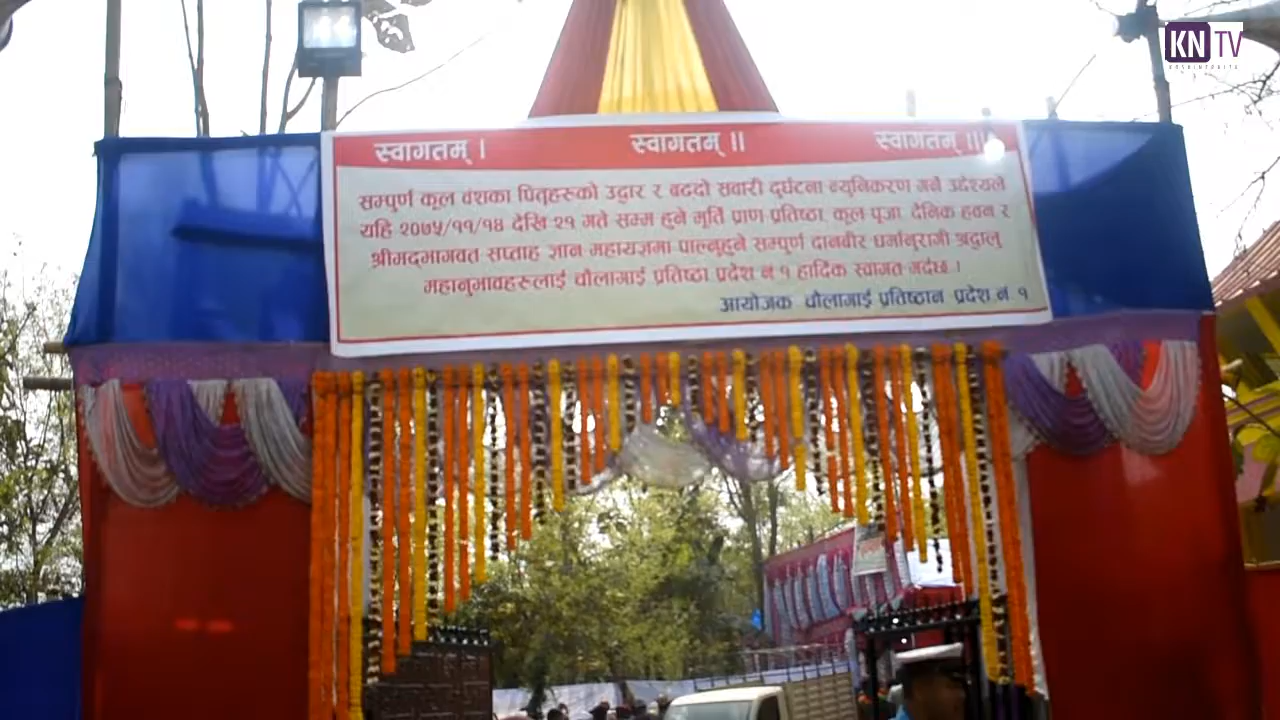 KN TV
स्वागतम् । स्वागतम् ॥ स्वागतम् ॥।
सम्पुर्ण कूल वंशका पितृहरुको उद्धार र बढ्दो सवारी दुर्घटना न्युनिकरण गर्ने उद्देश्यले
यहि २०७५/११/१४ देखि २१ गते सम्म हुने मूर्ति प्राण-प्रतिष्ठा, कूल पूजा दैनिक हवन र
श्रीमद्भागवत सप्ताह ज्ञान महायज्ञमा पाल्नुहुने सम्पुर्ण दानवीर धर्मानुरागी श्रद्धालु
महानुभावहरुलाई चौलागाई प्रतिष्ठा प्रदेश नं १ हार्दिक स्वागत गर्दछ ।
आयोजक चौलागाई प्रतिष्ठान प्रदेश नं १